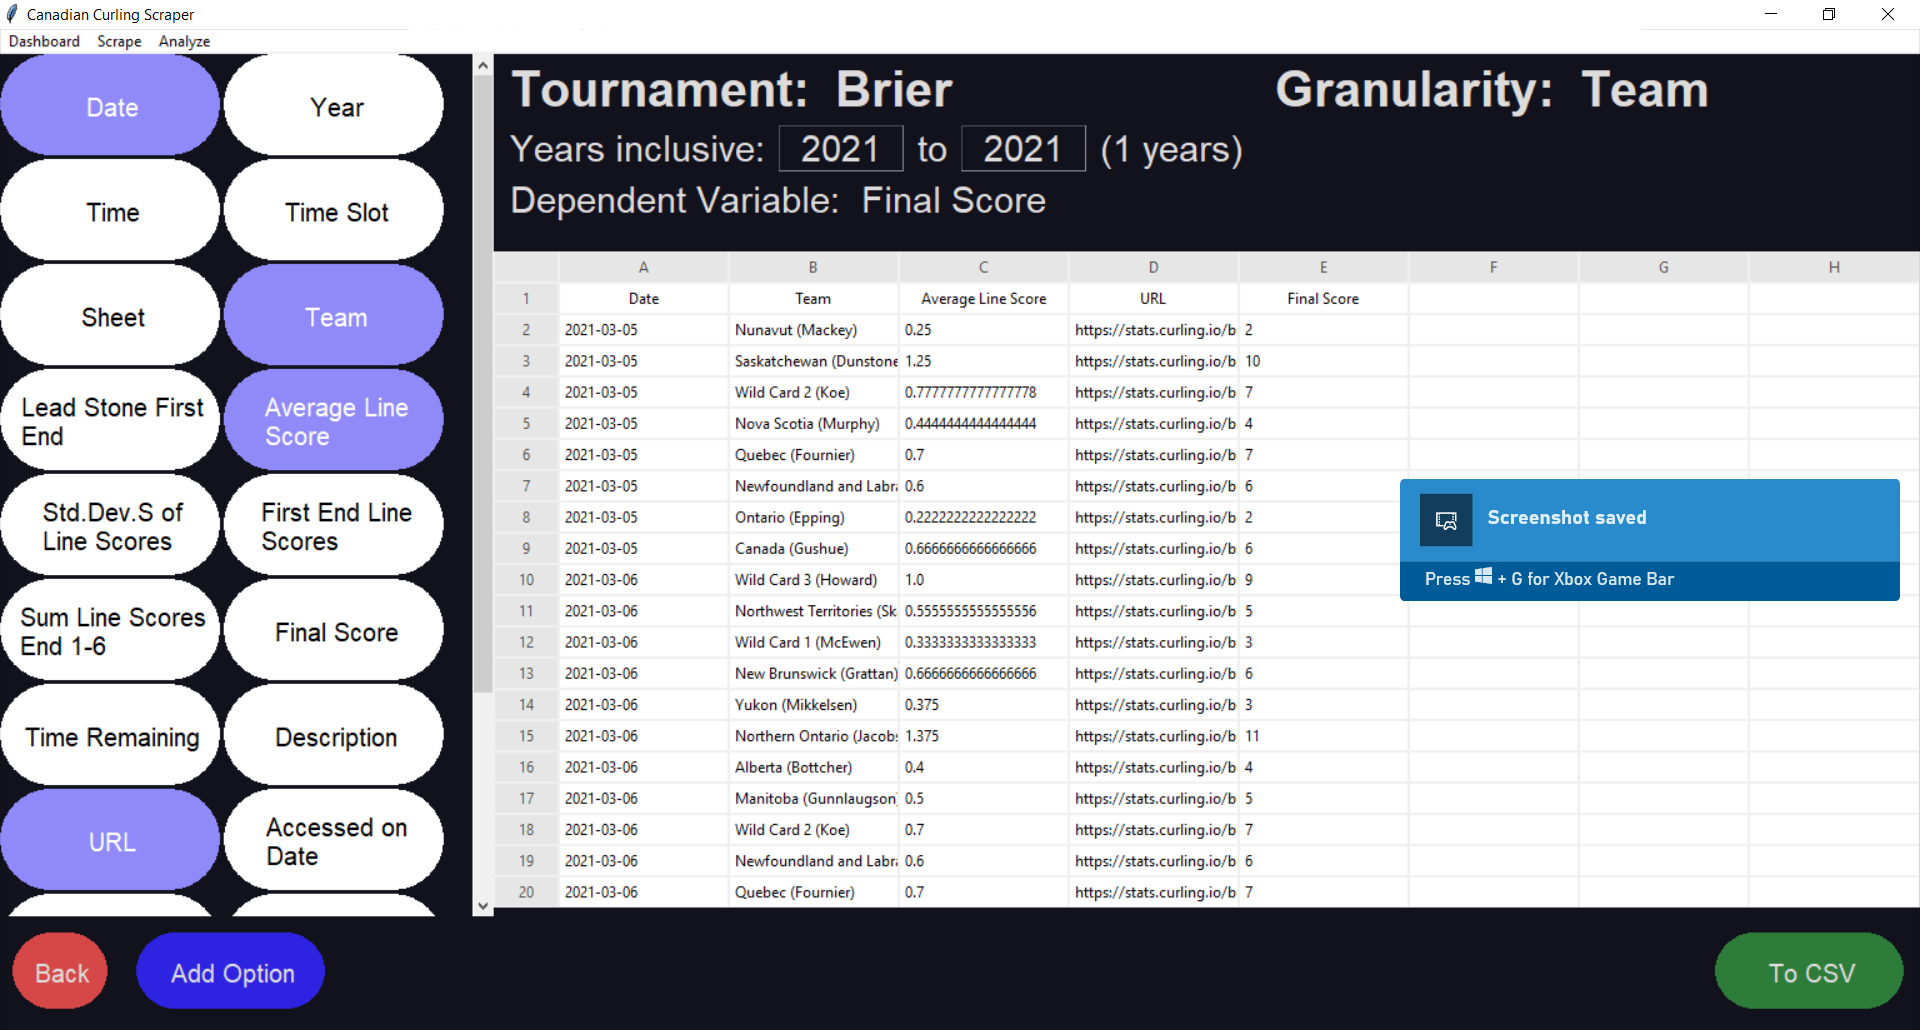 Canadian Curling Scraper
Dashboard Scrape Analyze
Date
Year
Time
Time Slot
Sheet
Team
Lead Stone First
End
Average Line
Score
Std.Dev.S of
Line Scores
First End Line
Scores
Sum Line Scores
End 1-6
Final Score
Time Remaining
Description
URL
Accessed on
Date
Back
Add Option
Tournament: Brier
Granularity: Team
Years inclusive: 2021 to 2021 (1 years)
Dependent Variable: Final Score
A B C D E F G H
1 Date Team Average Line Score URL Final Score
2 2021-03-05 Nunavut (Mackey) 0.25 https://stats.curling.io/b 2
3 2021-03-05 Saskatchewan (Dunstone 1.25 https://stats.curling.io/b 10
4 2021-03-05 Wild Card 2 (Koe) 0.7777777777777778 https://stats.curling.io/b 7
5 2021-03-05 Nova Scotia (Murphy) 0.4444444444444444 https://stats.curling.io/b 4
6 2021-03-05 Quebec (Fournier) 0.7 https://stats.curling.io/b 7
7 2021-03-05 Newfoundland and Labra 0.6 https://stats.curling.io/b 6
8 2021-03-05 Ontario (Epping) 0.2222222222222222 https://stats.curling.io/b 2
9 2021-03-05 Canada (Gushue) 0.6666666666666666 https://stats.curling.io/b 6
10 2021-03-06 Wild Card 3 (Howard) 1.0 https://stats.curling.io/b 9
11 2021-03-06 Northwest Territories (Sk 0.5555555555555556 https://stats.curling.io/b 5
12 2021-03-06 Wild Card 1 (McEwen) 0.3333333333333333 https://stats.curling.io/b 3
13 2021-03-06 New Brunswick (Grattan) 0.6666666666666666 https://stats.curling.io/b 6
14 2021-03-06 Yukon (Mikkelsen) 0.375 https://stats.curling.io/b 3
15 2021-03-06 Northern Ontario (Jacobs 1.375 https://stats.curling.io/b 11
16 2021-03-06 Alberta (Bottcher) 0.4 https://stats.curling.io/b 4
17 2021-03-06 Manitoba (Gunnlaugson) 0.5 https://stats.curling.io/b 5
18 2021-03-06 Wild Card 2 (Koe) 0.7 https://stats.curling.io/b 7
19 2021-03-06 Newfoundland and Labra 0.6 https://stats.curling.io/b 6
20 2021-03-06 Quebec (Fournier) 0.7 https://stats.curling.io/b 7
Screenshot saved
Press + G for Xbox Game Bar
To CSV